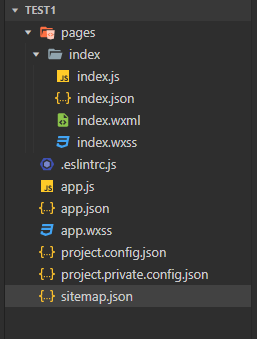 TEST1
pages
index
index.js
index.json
index.wxml
index.wxss
.eslintrc.js
app.js
app.json
app.wxss
project.config.json
project.private.config.json
sitemap.json